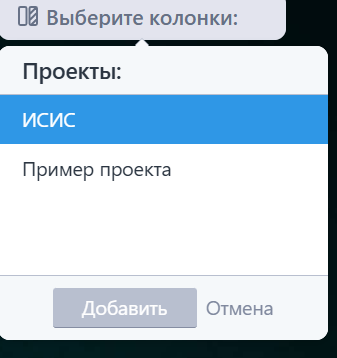 Выберите колонки:
Проекты:
ИСИС
Пример проекта
Добавить Отмена